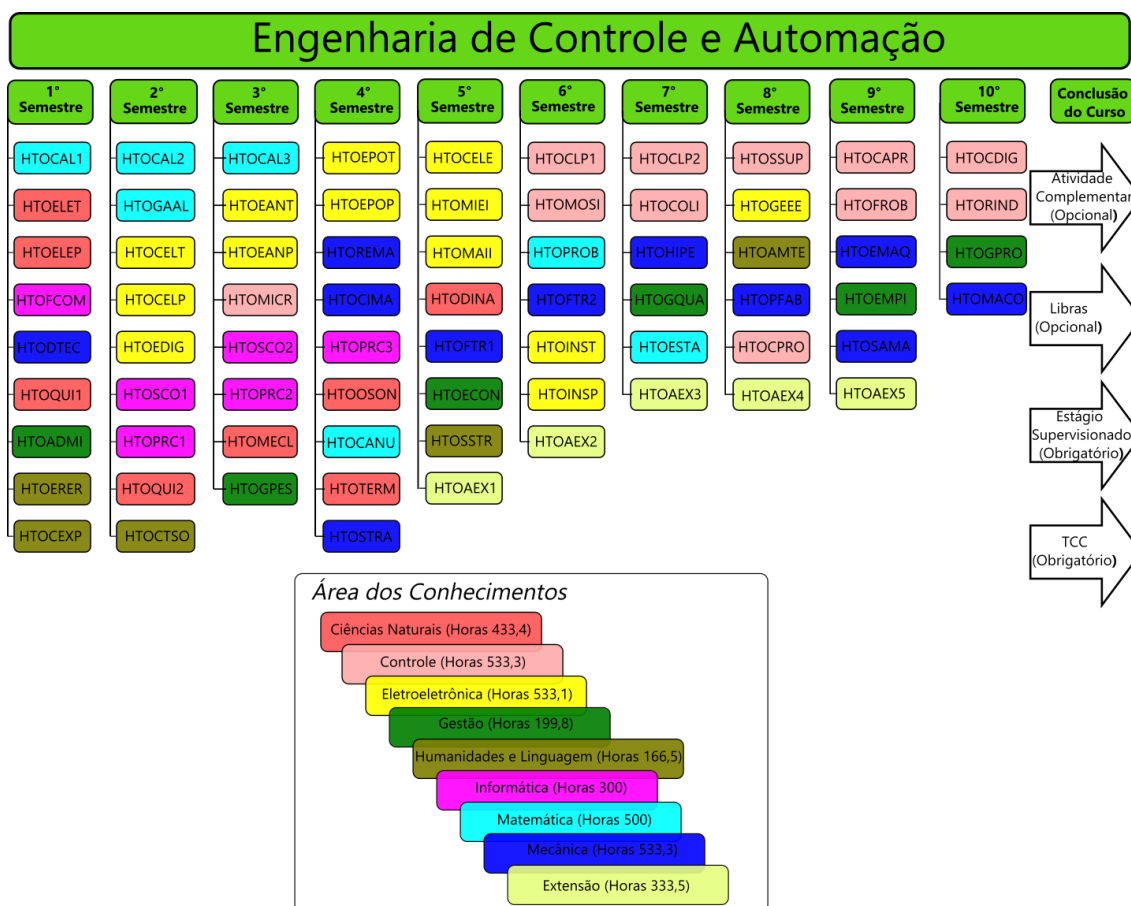 Engenharia de Controle e Automação
1°
Semestre
HTOCAL1
HTOELET
HTOELEP
HTOFCOM
HTODTEC
HTOQUI1
HTOADMI
HTOERER
HTOCEXP
2°
Semestre
HTOCAL2
HTOGAAL
HTOCELT
HTOCELP
HTOEDIG
HTOSCO1
HTOPRC1
HTOQUI2
HTOCTSO
3°
Semestre
HTOCAL3
HTOEANT
HTOEANP
HTOMICR
HTOSCO2
HTOPRC2
HTOMECL
HTOGPES
4°
Semestre
HTOEPOT
HTOEPOP
HTOREMA
HTOCIMA
HTOPRC3
HTOOSON
HTOCANU
HTOTERM
HTOSTRA
5°
Semestre
HTOCELE
HTOMIEI
HTOMAII
HTODINA
HTOFTR1
HTOECON
HTOSSTR
HTOAEX1
6°
Semestre
HTOCLP1
HTOMOSI
HTOPROB
HTOFTR2
HTOINST
HTOINSP
HTOAEX2
7°
Semestre
HTOCLP2
HTOCOLI
HTOHIPE
HTOGQUA
HTOESTA
HTOAEX3
8°
Semestre
HTOSSUP
HTOGEEE
HTOAMTE
HTOPFAB
HTOCPRO
HTOAEX4
9°
Semestre
HTOCAPR
HTOFROB
HTOEMAQ
HTOEMPI
HTOSAMA
HTOAEX5
10°
Semestre
HTOCDIG
HTORIND
HTOGPRO
HTOMACO
Conclusão
do Curso
Atividade
Complementar
(Opcional)
Libras
(Opcional)
Estágio
Supervisionado
(Obrigatório)
TCC
(Obrigatório)
Área dos Conhecimentos
Ciências Naturais (Horas 433,4)
Controle (Horas 533,3)
Eletroeletrônica (Horas 533,1)
Gestão (Horas 199,8)
Humanidades e Linguagem (Horas 166,5)
Informática (Horas 300)
Matemática (Horas 500)
Mecânica (Horas 533,3)
Extensão (Horas 333,5)